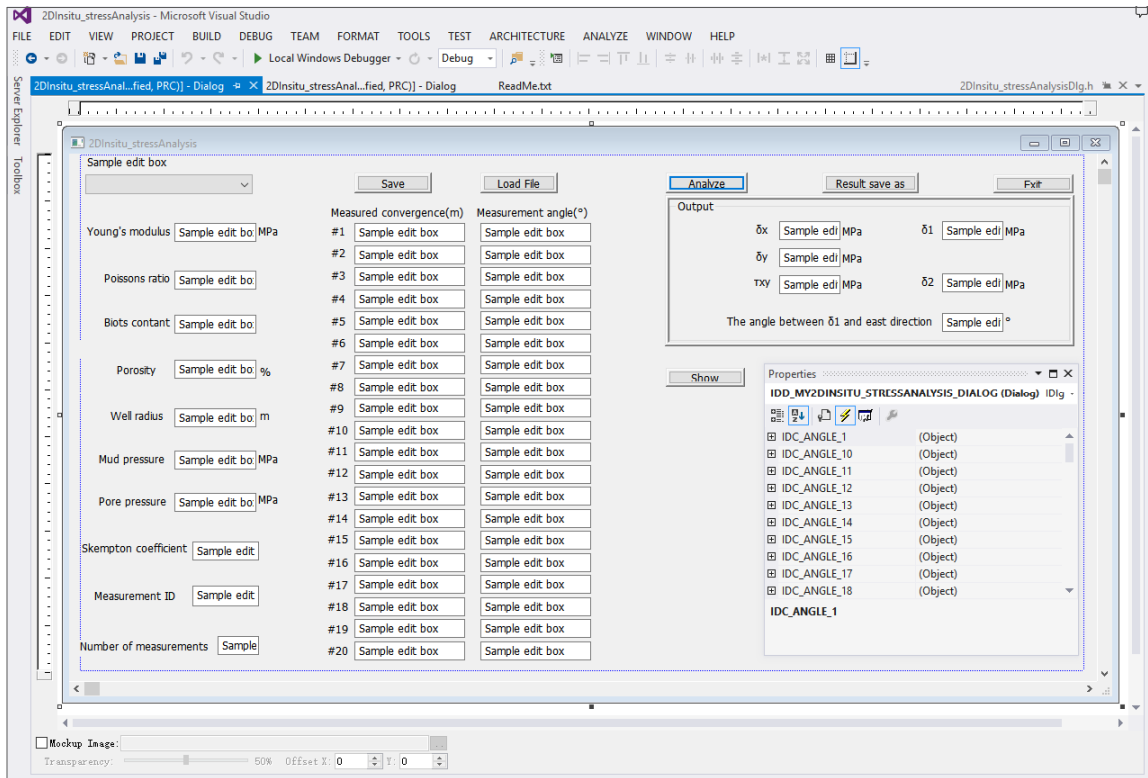 2DInsitu_stressAnalysis - Microsoft Visual Studio
FILE EDIT VIEW PROJECT BUILD DEBUG TEAM FORMAT TOOLS TEST ARCHITECTURE ANALYZE WINDOW HELP
Local Windows Debugger Debug
2DInsitu_stressAnal...fied, PRC)] - Dialog 2DInsitu_stressAnal...fied, PRC)] - Dialog ReadMe.txt 2DInsitu_stressAnalysisDlg.h
Server Explorer
Toolbox
2DInsitu_stressAnalysis
Sample edit box
Save Load File Analyze Result save as Exit
Measured convergence(m) Measurement angle(°)
Young's modulus Sample edit bo: MPa
Poissons ratio Sample edit bo:
Biots contant Sample edit bo:
Porosity Sample edit bo: %
Well radius Sample edit bo: m
Mud pressure Sample edit bo: MPa
Pore pressure Sample edit bo: MPa
Skempton coefficient Sample edit
Measurement ID Sample edit
Number of measurements Sample
#1 Sample edit box Sample edit box
#2 Sample edit box Sample edit box
#3 Sample edit box Sample edit box
#4 Sample edit box Sample edit box
#5 Sample edit box Sample edit box
#6 Sample edit box Sample edit box
#7 Sample edit box Sample edit box
#8 Sample edit box Sample edit box
#9 Sample edit box Sample edit box
#10 Sample edit box Sample edit box
#11 Sample edit box Sample edit box
#12 Sample edit box Sample edit box
#13 Sample edit box Sample edit box
#14 Sample edit box Sample edit box
#15 Sample edit box Sample edit box
#16 Sample edit box Sample edit box
#17 Sample edit box Sample edit box
#18 Sample edit box Sample edit box
#19 Sample edit box Sample edit box
#20 Sample edit box Sample edit box
Output
δx Sample edi MPa δ1 Sample edi MPa
δy Sample edi MPa
τxy Sample edi MPa δ2 Sample edi MPa
The angle between δ1 and east direction Sample edi °
Show
Properties
IDD_MY2DINSITU_STRESSANALYSIS_DIALOG (Dialog) IDlg
IDC_ANGLE_1 (Object)
IDC_ANGLE_10 (Object)
IDC_ANGLE_11 (Object)
IDC_ANGLE_12 (Object)
IDC_ANGLE_13 (Object)
IDC_ANGLE_14 (Object)
IDC_ANGLE_15 (Object)
IDC_ANGLE_16 (Object)
IDC_ANGLE_17 (Object)
IDC_ANGLE_18 (Object)
IDC_ANGLE_1
Mockup Image: ...
Transparency: 50% Offset X: 0 Y: 0